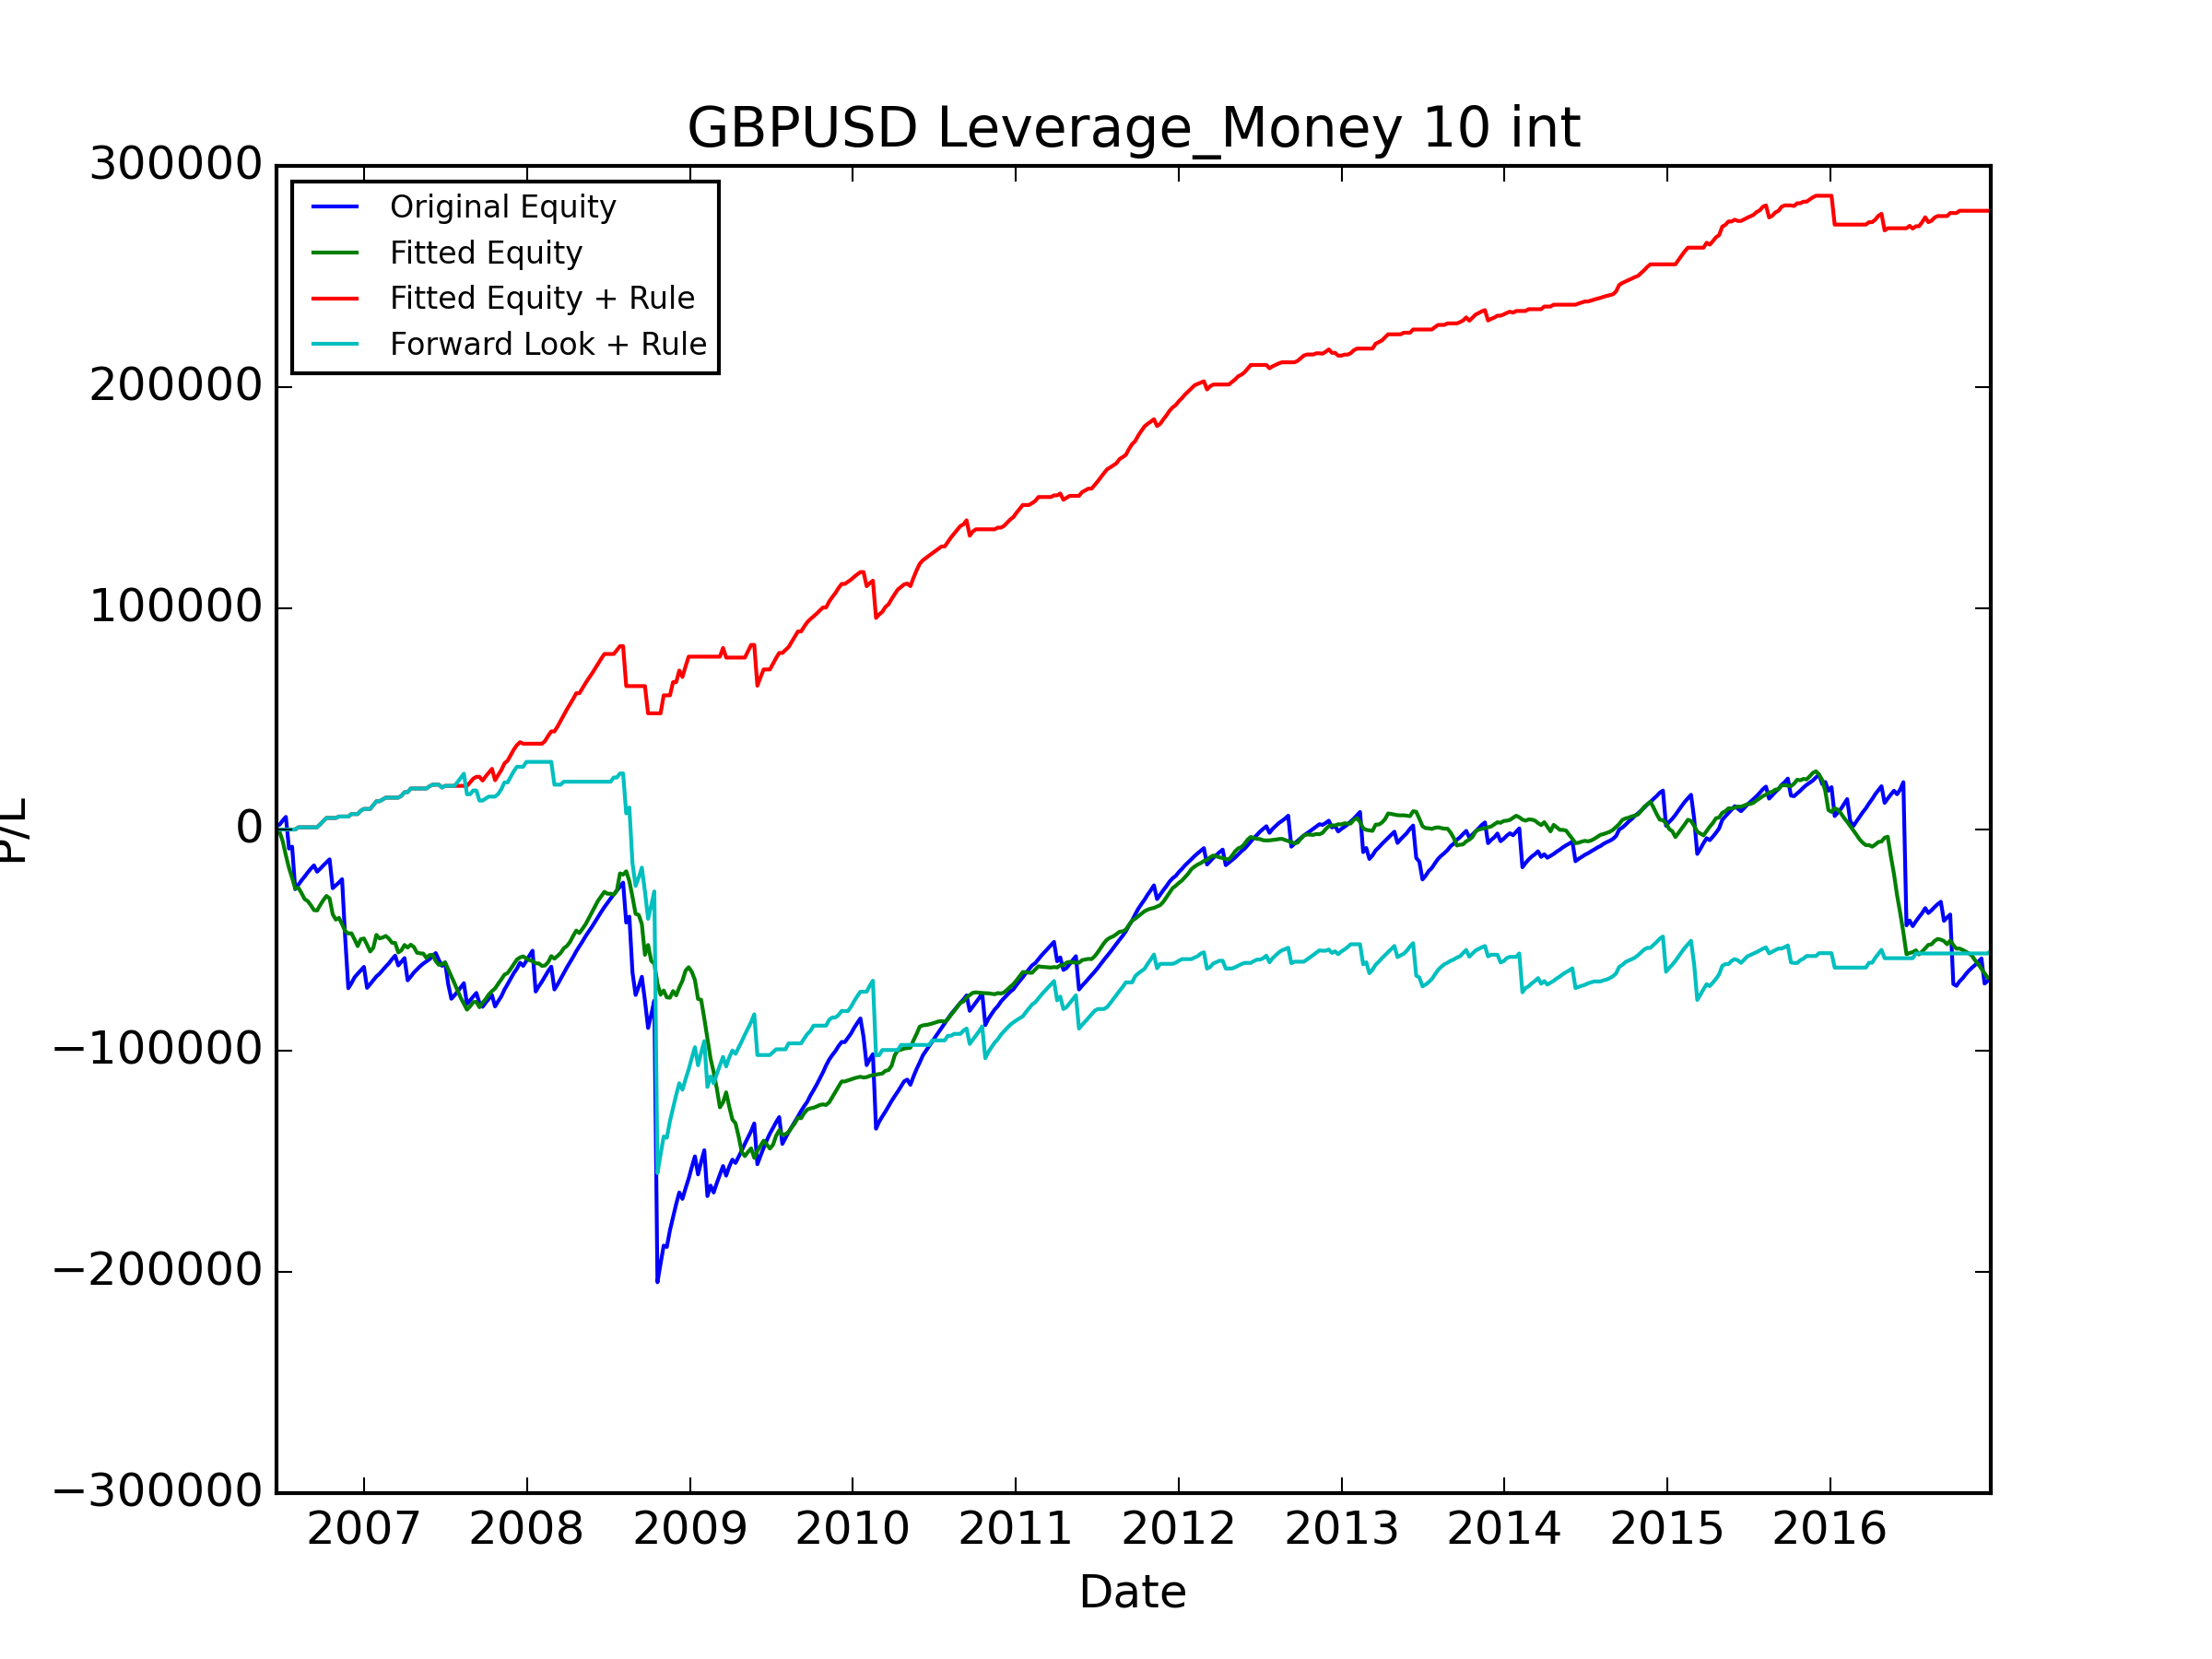 GBPUSD Leverage_Money 10 int
300000
200000
100000
0
−100000
−200000
−300000
P/L
Original Equity
Fitted Equity
Fitted Equity + Rule
Forward Look + Rule
2007 2008 2009 2010 2011 2012 2013 2014 2015 2016
Date